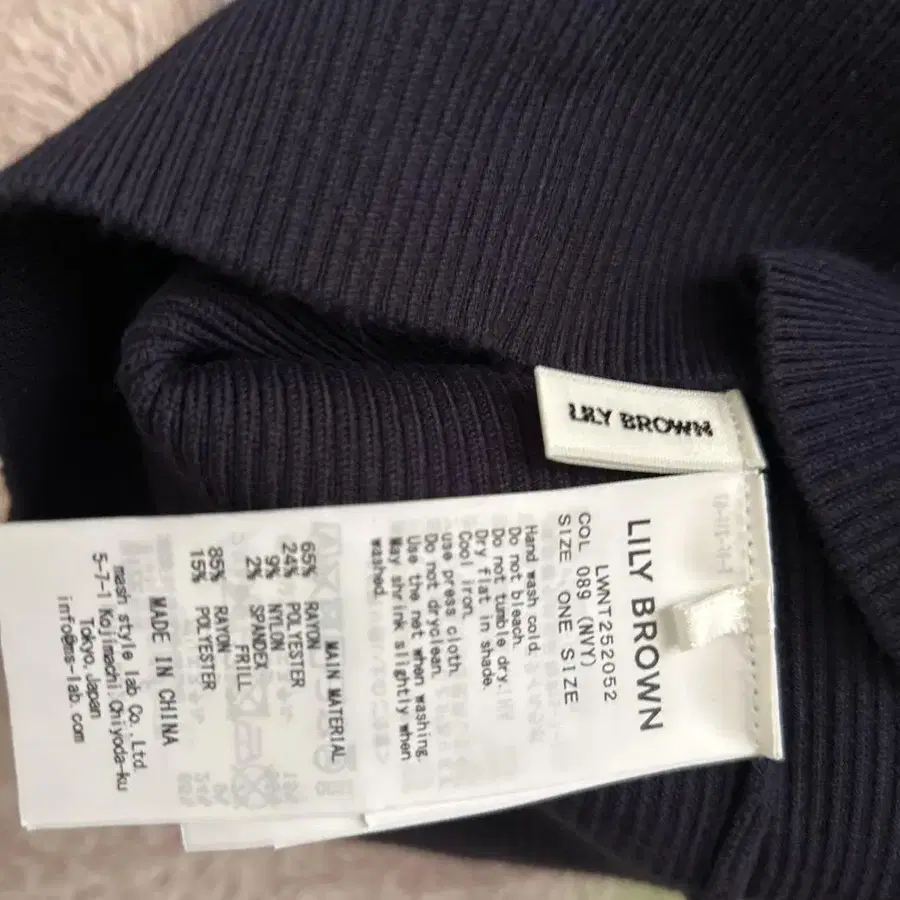 LILY BROWN
LILY BROWN
LWNT252052
COL 089 (NVY)
SIZE ONE SIZE
Hand wash cold.
Do not bleach.
Do not tumble dry.
Dry flat in shade.
Cool iron.
use press cloth.
Do not dryclean.
Use the net when washing.
May shrink slightly when
washed.
MAIN MATERIAL
65% RAYON
24% POLYESTER
9% NYLON
2% SPANDEX
FRILL
85% RAYON
15% POLYESTER
MADE IN CHINA
mash style lab Co.,Ltd.
5-7-1 Kojimachi,Chiyoda-ku
Tokyo,Japan
info@ms-lab.com